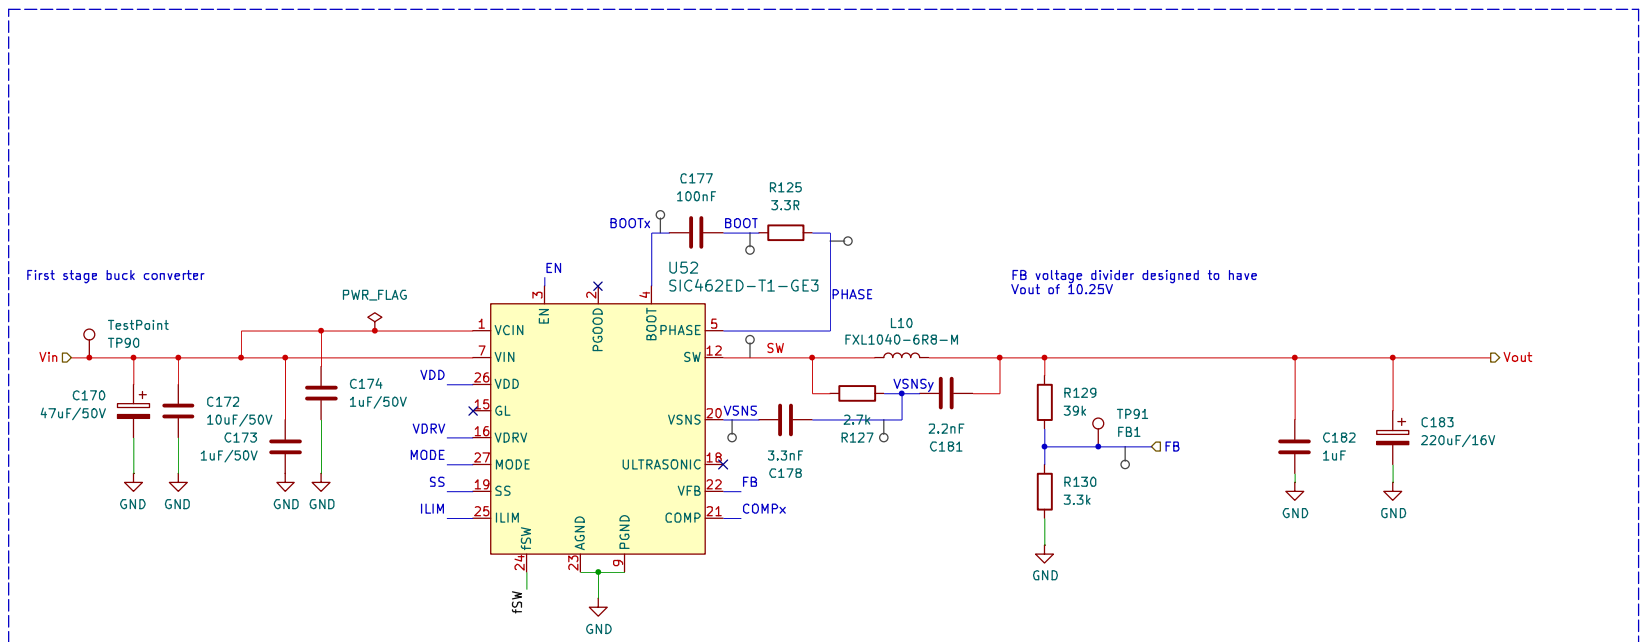 First stage buck converter
TestPoint
TP90
Vin
C170
47uF/50V
GND
C172
10uF/50V
GND
C173
1uF/50V
GND
C174
1uF/50V
GND
PWR_FLAG
U52
SIC462ED-T1-GE3
1
VCIN
7
VIN
VDD
26
VDD
15
GL
VDRV
16
VDRV
MODE
27
MODE
SS
19
SS
ILIM
25
ILIM
EN
3
EN
2
PGOOD
4
BOOT
PHASE
5
SW
12
VSNS
20
ULTRASONIC
18
VFB
22
FB
COMP
21
COMPx
24
fSW
fSW
23
AGND
9
PGND
GND
BOOTx
C177
100nF
BOOT
R125
3.3R
PHASE
SW
L10
FXL1040-6R8-M
VSNS
3.3nF
C178
2.7k
R127
VSNSy
2.2nF
C181
FB voltage divider designed to have
Vout of 10.25V
R129
39k
TP91
FB1
FB
R130
3.3k
GND
C182
1uF
GND
C183
220uF/16V
GND
Vout